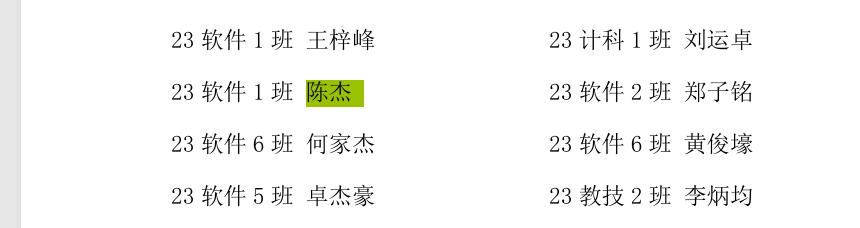 23 软件 1 班 王梓峰 23 计科 1 班 刘运卓
23 软件 1 班 陈杰 23 软件 2 班 郑子铭
23 软件 6 班 何家杰 23 软件 6 班 黄俊壕
23 软件 5 班 卓杰豪 23 教技 2 班 李炳均